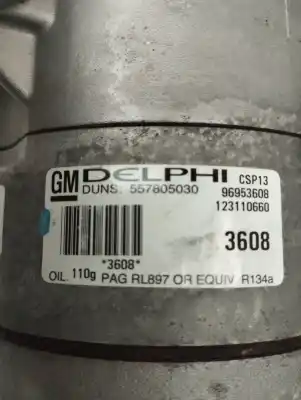 GM DELPHI CSP13
DUNS: 557805030 96953608
123110660
3608
*3608*
OIL. 110g PAG RL897 OR EQUIV R134a